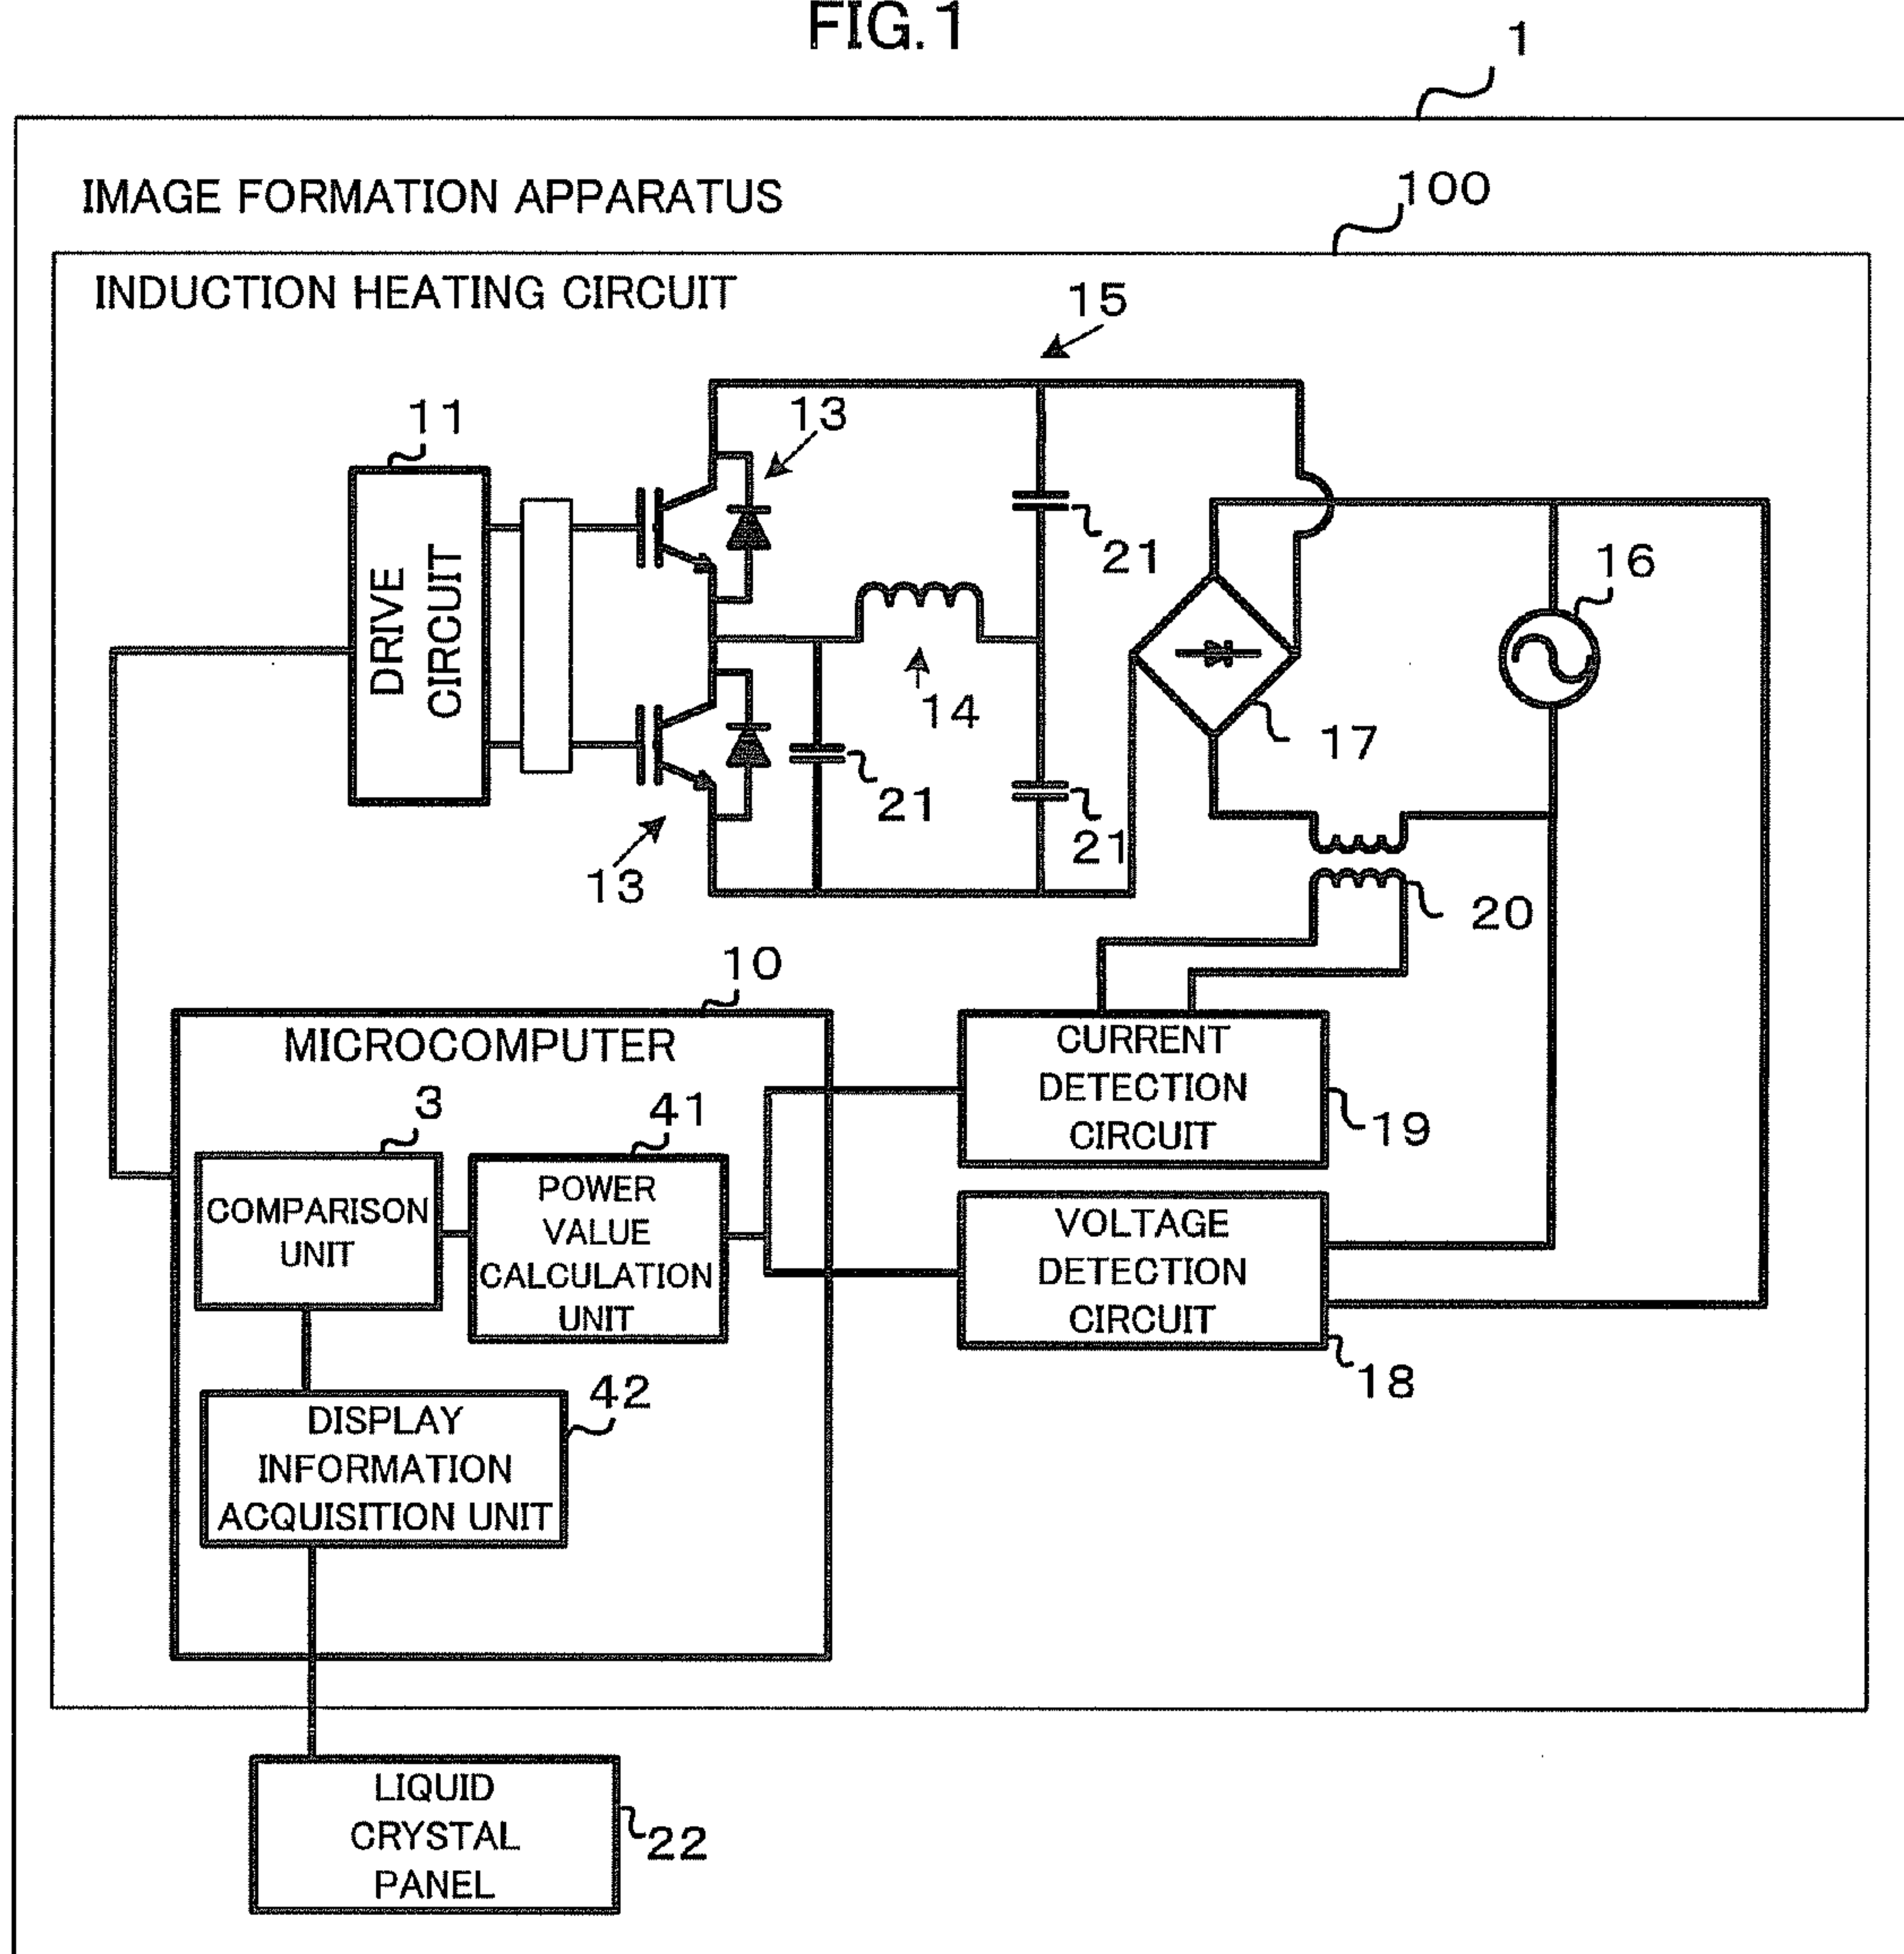 FIG.1
1
IMAGE FORMATION APPARATUS
100
INDUCTION HEATING CIRCUIT
15
11
13
DRIVE
CIRCUIT
21
16
14
17
21
21
13
20
10
MICROCOMPUTER
CURRENT
DETECTION
CIRCUIT
19
3
41
COMPARISON
UNIT
POWER
VALUE
CALCULATION
UNIT
VOLTAGE
DETECTION
CIRCUIT
18
42
DISPLAY
INFORMATION
ACQUISITION UNIT
LIQUID
CRYSTAL
PANEL
22